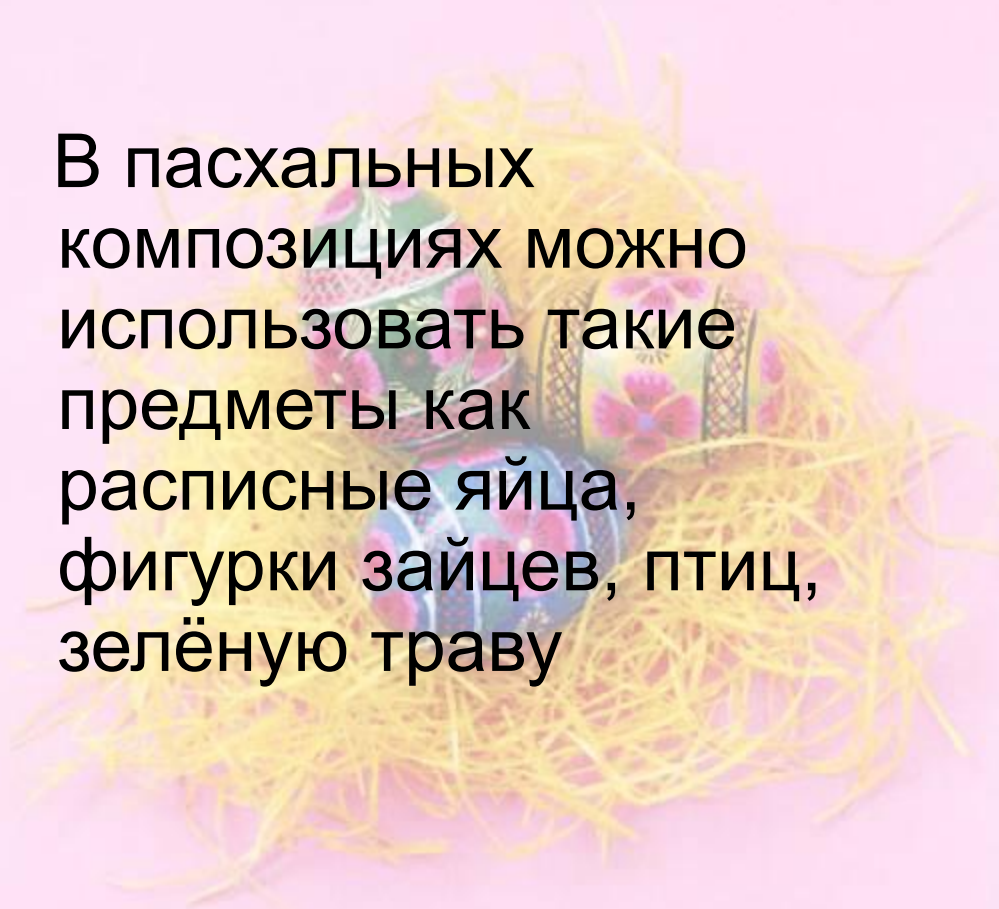 В пасхальных
композициях можно
использовать такие
предметы как
расписные яйца,
фигурки зайцев, птиц,
зелёную траву